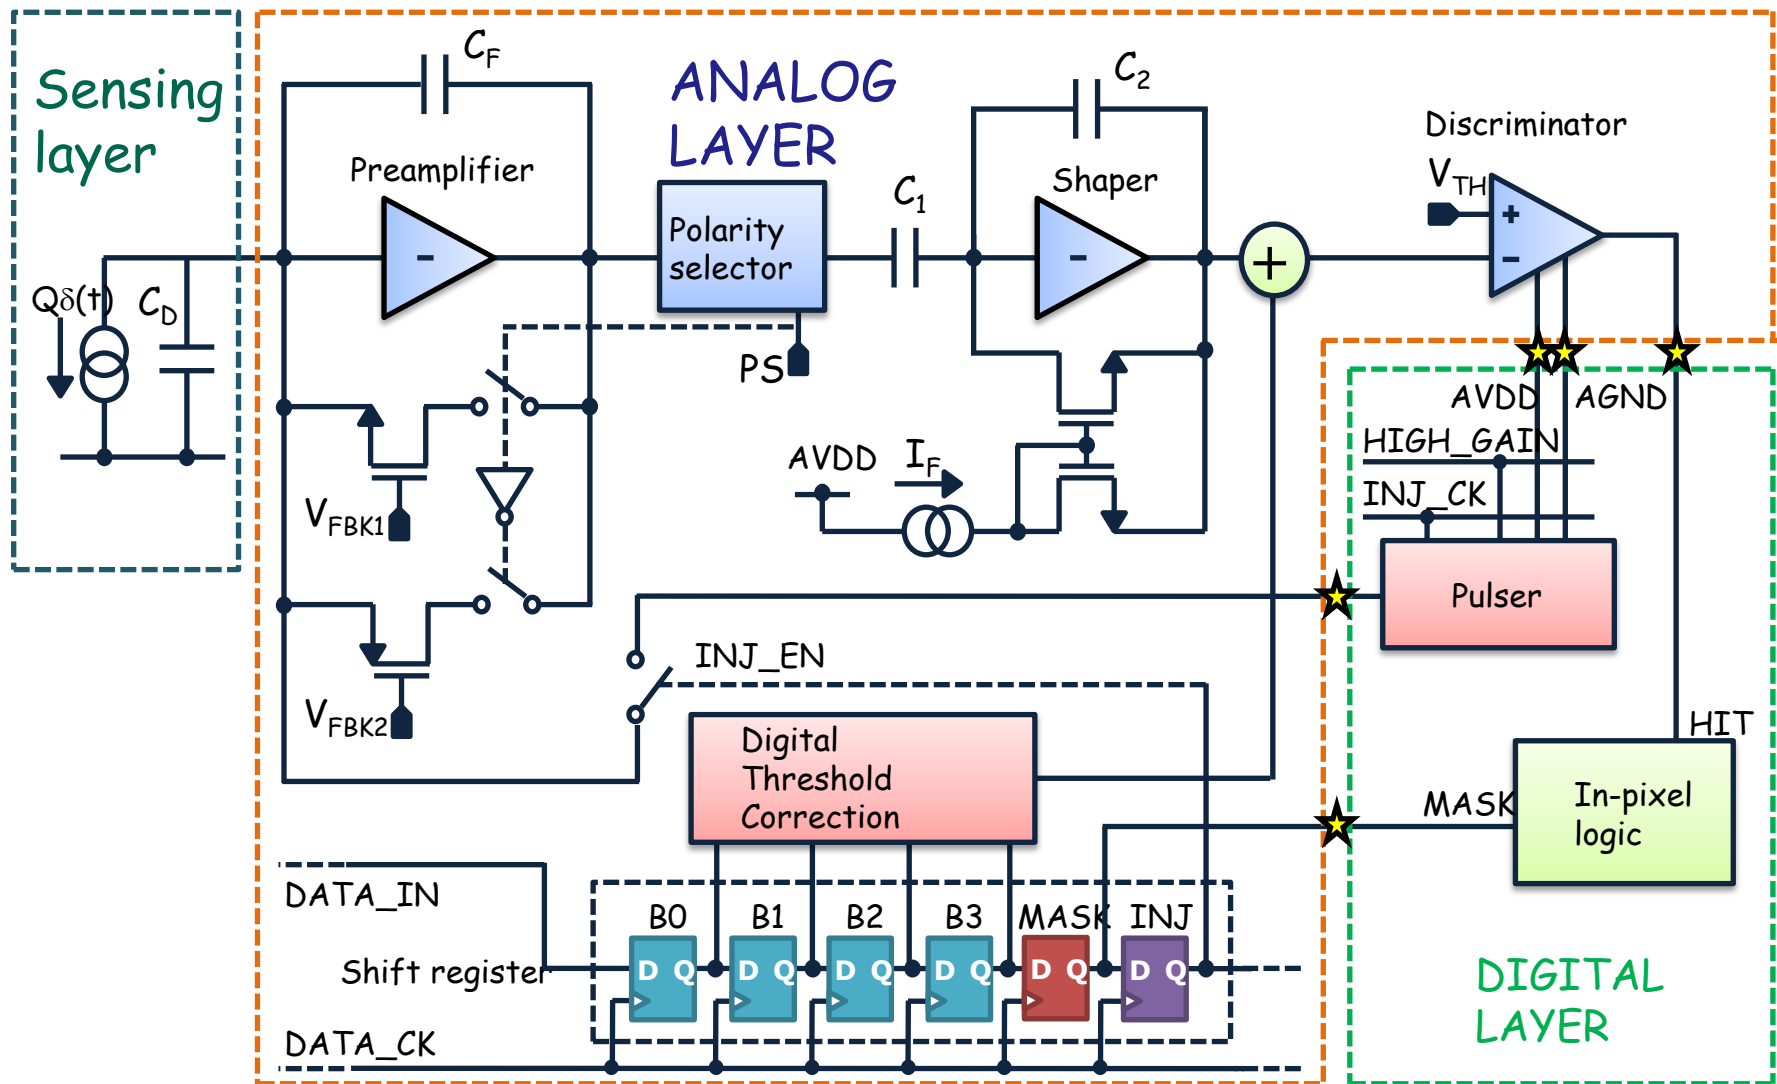 Sensing
layer
Qδ(t)
C_D
C_F
Preamplifier
-
ANALOG
LAYER
Polarity
selector
PS
V_FBK1
V_FBK2
C_1
C_2
Shaper
-
+
AVDD
I_F
Discriminator
V_TH
+
-
AVDD
AGND
HIGH_GAIN
INJ_CK
Pulser
INJ_EN
Digital
Threshold
Correction
HIT
MASK
In-pixel
logic
DATA_IN
Shift register
DATA_CK
B0 B1 B2 B3 MASK INJ
D Q D Q D Q D Q D Q D Q
DIGITAL
LAYER